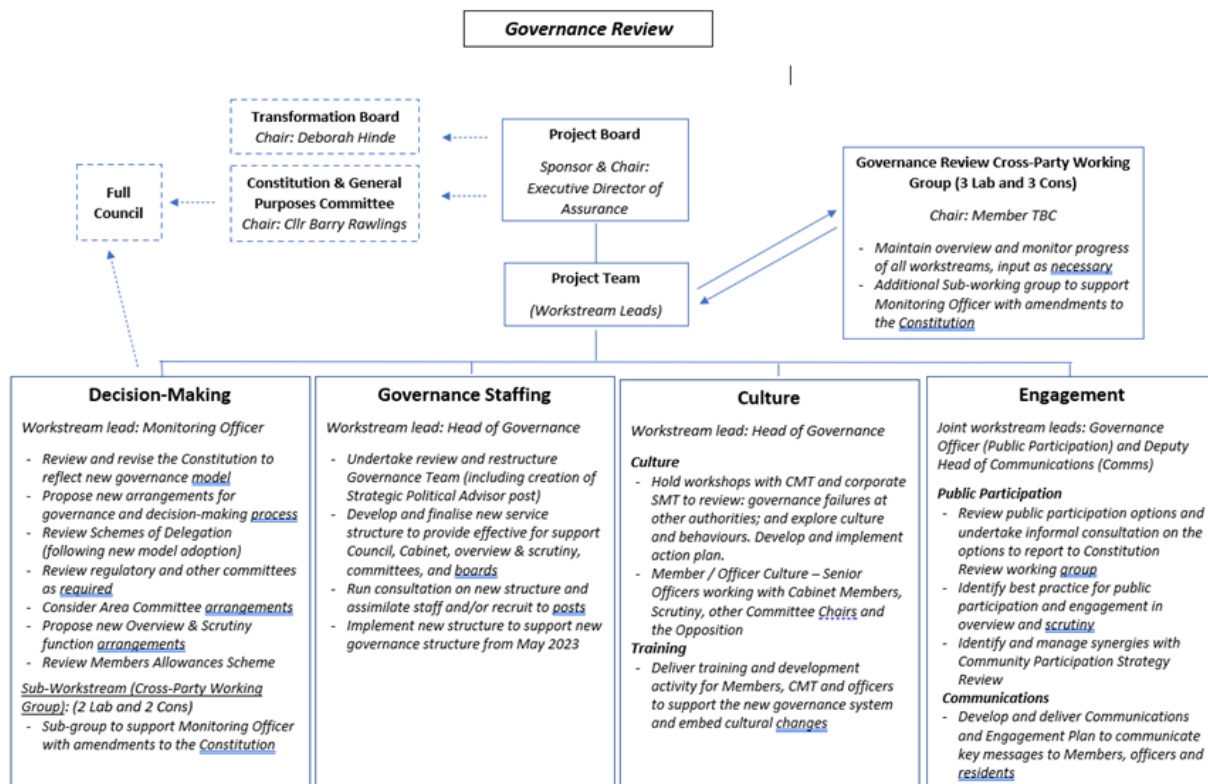 Governance Review
Transformation Board
Chair: Deborah Hinde
Constitution & General
Purposes Committee
Chair: Cllr Barry Rawlings
Full
Council
Project Board
Sponsor & Chair:
Executive Director of
Assurance
Project Team
(Workstream Leads)
Governance Review Cross-Party Working
Group (3 Lab and 3 Cons)
Chair: Member TBC
- Maintain overview and monitor progress
of all workstreams, input as necessary
- Additional Sub-working group to support
Monitoring Officer with amendments to
the Constitution
Decision-Making
Workstream lead: Monitoring Officer
- Review and revise the Constitution to
reflect new governance model
- Propose new arrangements for
governance and decision-making process
- Review Schemes of Delegation
(following new model adoption)
- Review regulatory and other committees
as required
- Consider Area Committee arrangements
- Propose new Overview & Scrutiny
function arrangements
- Review Members Allowances Scheme
Sub-Workstream (Cross-Party Working
Group): (2 Lab and 2 Cons)
- Sub-group to support Monitoring Officer
with amendments to the Constitution
Governance Staffing
Workstream lead: Head of Governance
- Undertake review and restructure
Governance Team (including creation of
Strategic Political Advisor post)
- Develop and finalise new service
structure to provide effective for support
Council, Cabinet, overview & scrutiny,
committees, and boards
- Run consultation on new structure and
assimilate staff and/or recruit to posts
- Implement new structure to support new
governance structure from May 2023
Culture
Workstream lead: Head of Governance
Culture
- Hold workshops with CMT and corporate
SMT to review: governance failures at
other authorities; and explore culture
and behaviours. Develop and implement
action plan.
- Member / Officer Culture – Senior
Officers working with Cabinet Members,
Scrutiny, other Committee Chairs and
the Opposition
Training
- Deliver training and development
activity for Members, CMT and officers
to support the new governance system
and embed cultural changes
Engagement
Joint workstream leads: Governance
Officer (Public Participation) and Deputy
Head of Communications (Comms)
Public Participation
- Review public participation options and
undertake informal consultation on the
options to report to Constitution
Review working group
- Identify best practice for public
participation and engagement in
overview and scrutiny
- Identify and manage synergies with
Community Participation Strategy
Review
Communications
- Develop and deliver Communications
and Engagement Plan to communicate
key messages to Members, officers and
residents